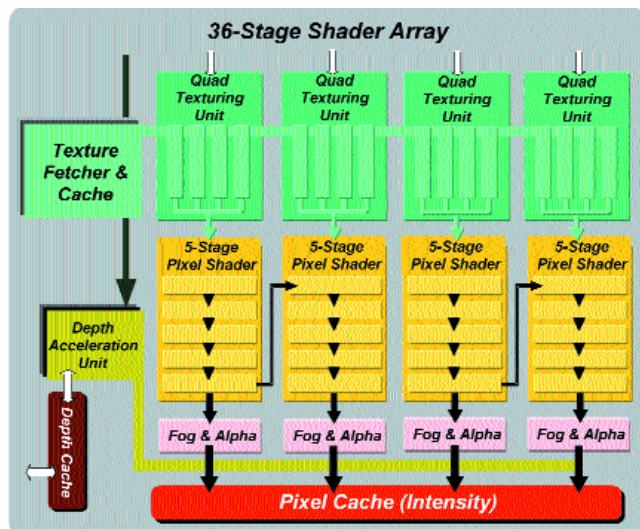 36-Stage Shader Array
Quad
Texturing
Unit
Quad
Texturing
Unit
Quad
Texturing
Unit
Quad
Texturing
Unit
Texture
Fetcher &
Cache
5-Stage
Pixel Shader
5-Stage
Pixel Shader
5-Stage
Pixel Shader
5-Stage
Pixel Shader
Depth
Acceleration
Unit
Depth Cache
Fog & Alpha
Fog & Alpha
Fog & Alpha
Fog & Alpha
Pixel Cache (Intensity)